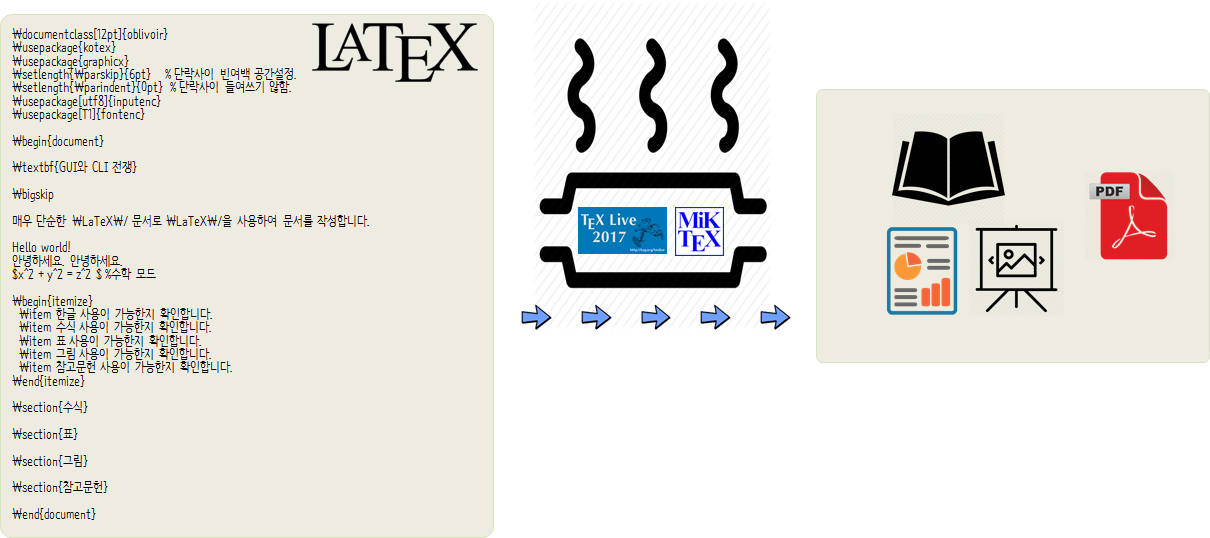 ₩documentclass[12pt]{oblivoir}
₩usepackage{kotex}
₩usepackage{graphicx}
₩setlength{₩parskip}{6pt} % 단락사이 빈여백 공간설정.
₩setlength{₩parindent}{0pt} % 단락사이 들여쓰기 않함.
₩usepackage[utf8]{inputenc}
₩usepackage[T1]{fontenc}
₩begin{document}
₩textbf{GUI와 CLI 전쟁}
₩bigskip
매우 단순한 ₩LaTeX₩/ 문서로 ₩LaTeX₩/을 사용하여 문서를 작성합니다.
Hello world!
안녕하세요. 안녕하세요.
$x^2 + y^2 = z^2 $ %수학 모드
₩begin{itemize}
₩item 한글 사용이 가능한지 확인합니다.
₩item 수식 사용이 가능한지 확인합니다.
₩item 표 사용이 가능한지 확인합니다.
₩item 그림 사용이 가능한지 확인합니다.
₩item 참고문헌 사용이 가능한지 확인합니다.
₩end{itemize}
₩section{수식}
₩section{표}
₩section{그림}
₩section{참고문헌}
₩end{document}
LATEX
TEX Live
2017
MiK
TEX
PDF